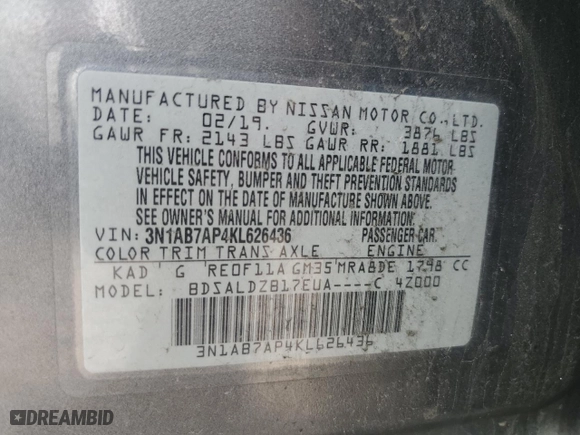 MANUFACTURED BY NISSAN MOTOR CO., LTD.
DATE: 02/19. GVWR: 3876 LBS
GAWR FR: 2143 LBS GAWR RR: 1881 LBS
THIS VEHICLE CONFORMS TO ALL APPLICABLE FEDERAL MOTOR
VEHICLE SAFETY, BUMPER AND THEFT PREVENTION STANDARDS
IN EFFECT ON THE DATE OF MANUFACTURE SHOWN ABOVE.
SEE OWNER'S MANUAL FOR ADDITIONAL INFORMATION.
VIN: 3N1AB7AP4KL626436 PASSENGER CAR
COLOR TRIM TRANS AXLE ENGINE
KAD G RE0F11A GM35 MRA8DE 1798 CC
MODEL: BDSALDZB17EUA----C 4Z000
3N1AB7AP4KL626436
DREAMBID